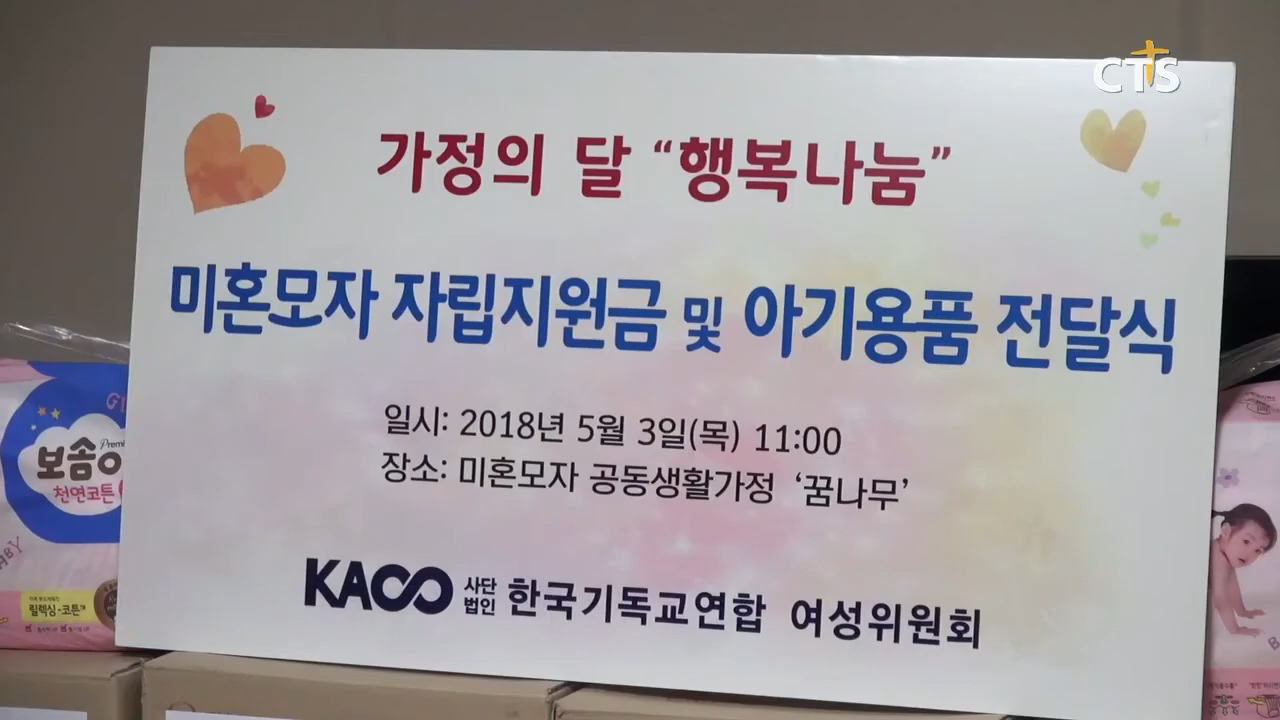 CTS
가정의 달 “행복나눔”
미혼모자 자립지원금 및 아기용품 전달식
일시: 2018년 5월 3일(목) 11:00
장소: 미혼모자 공동생활가정 ‘꿈나무’
KACO 사단법인 한국기독교연합 여성위원회
Premi
보솜이
천연코튼
릴렉싱-코튼